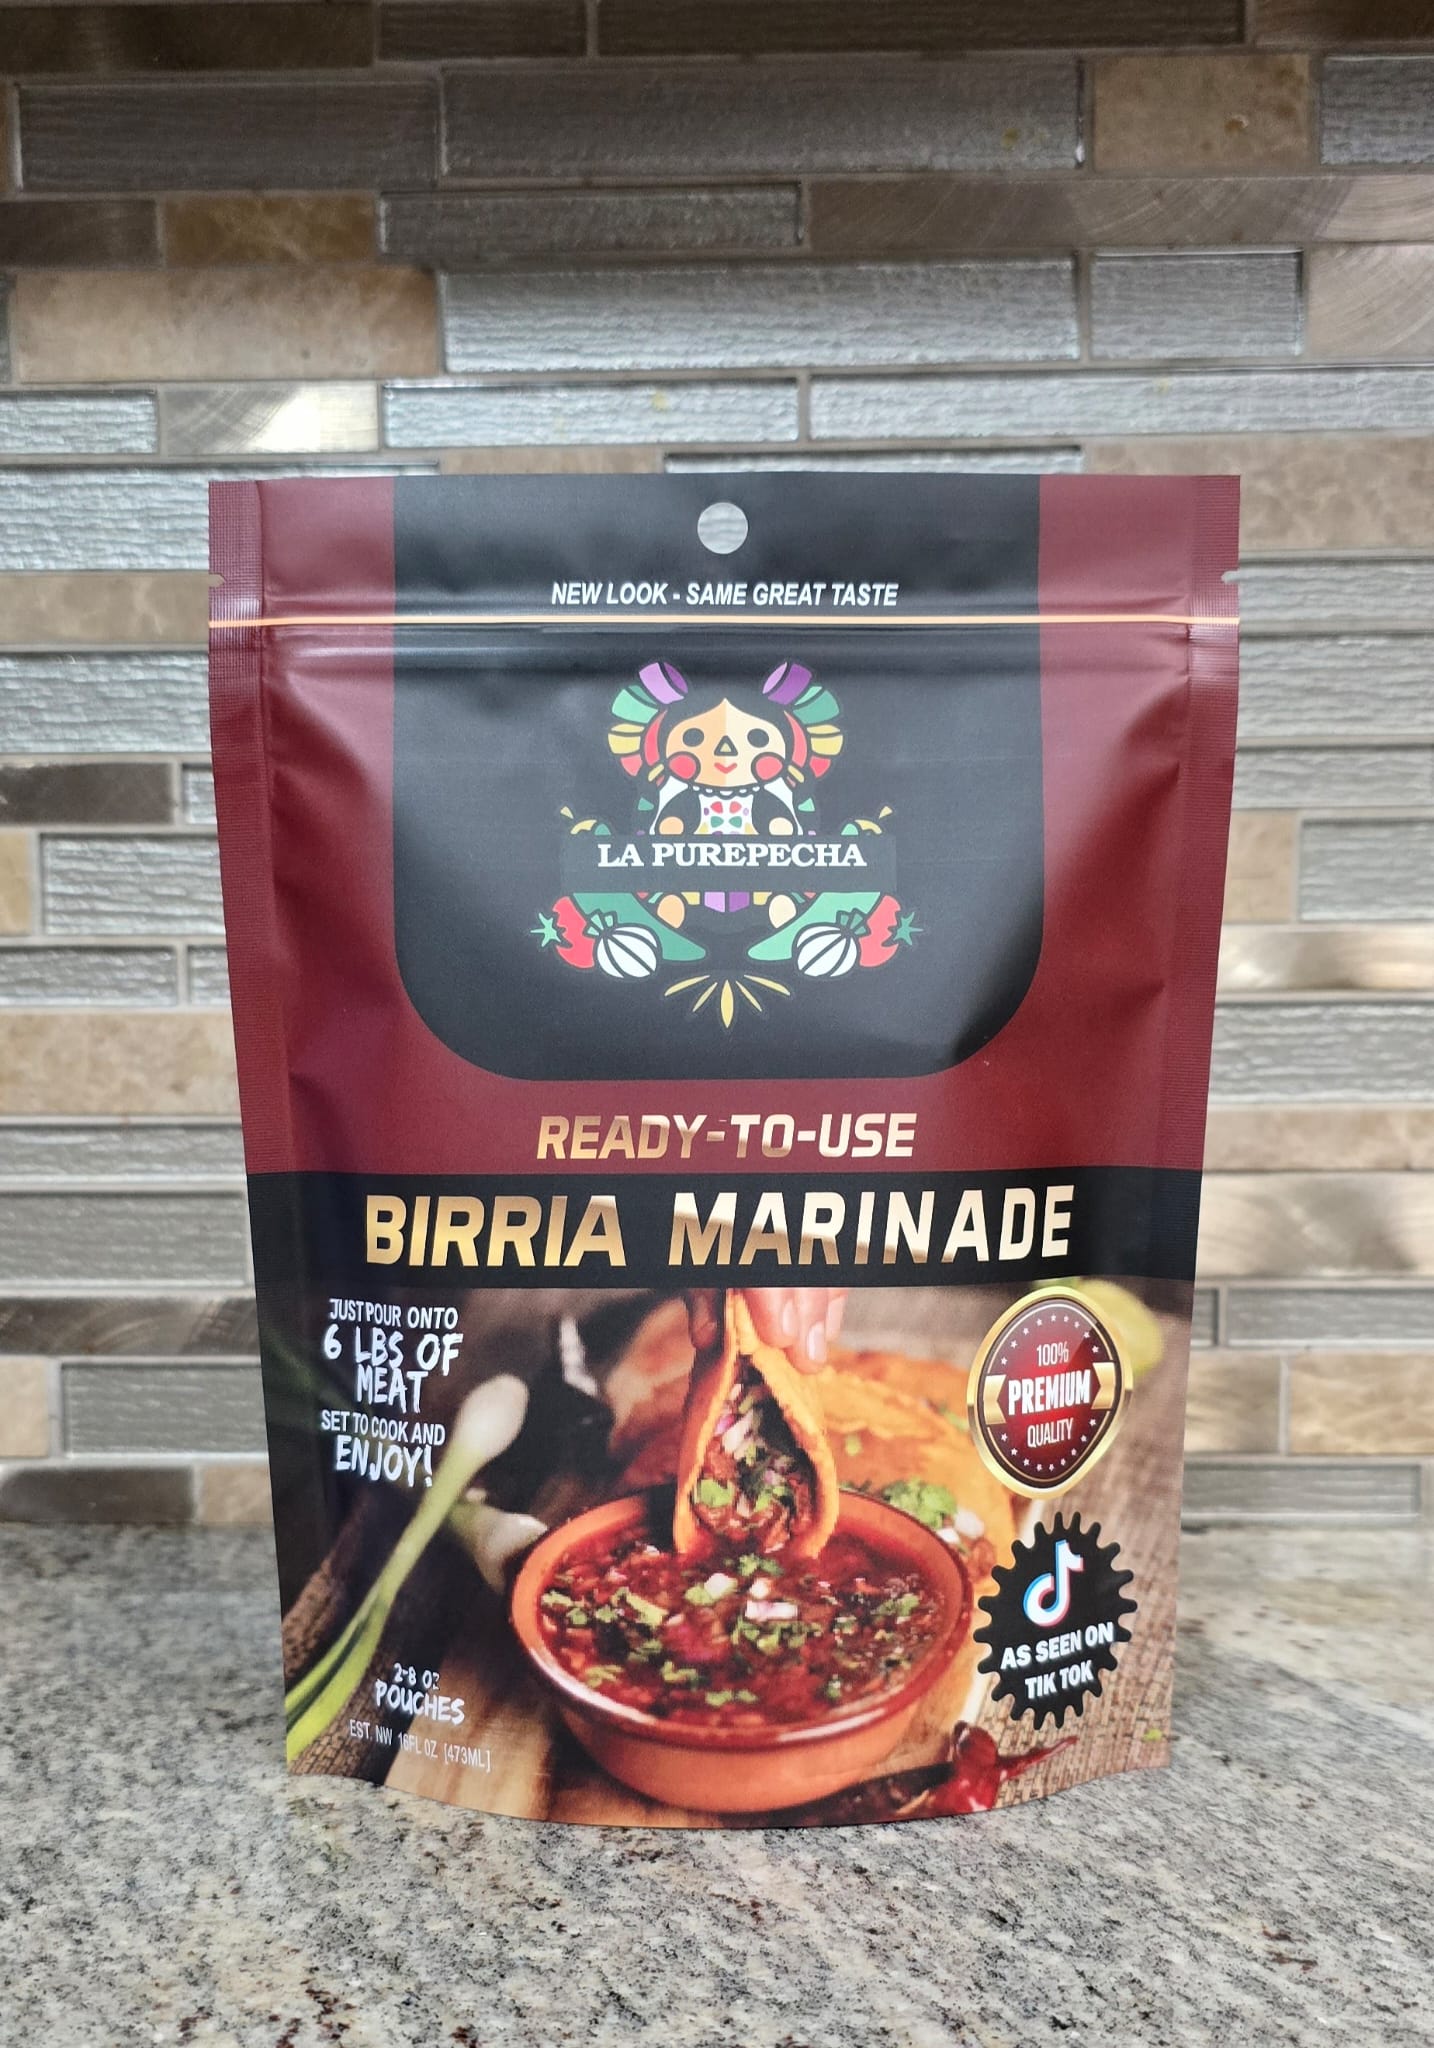 NEW LOOK - SAME GREAT TASTE
LA PUREPECHA
READY-TO-USE
BIRRIA MARINADE
JUST POUR ONTO
6 LBS OF
MEAT
SET TO COOK AND
ENJOY!
100%
PREMIUM
QUALITY
AS SEEN ON
TIK TOK
2-8 OZ
POUCHES
EST. NW 16FL OZ [473ML]